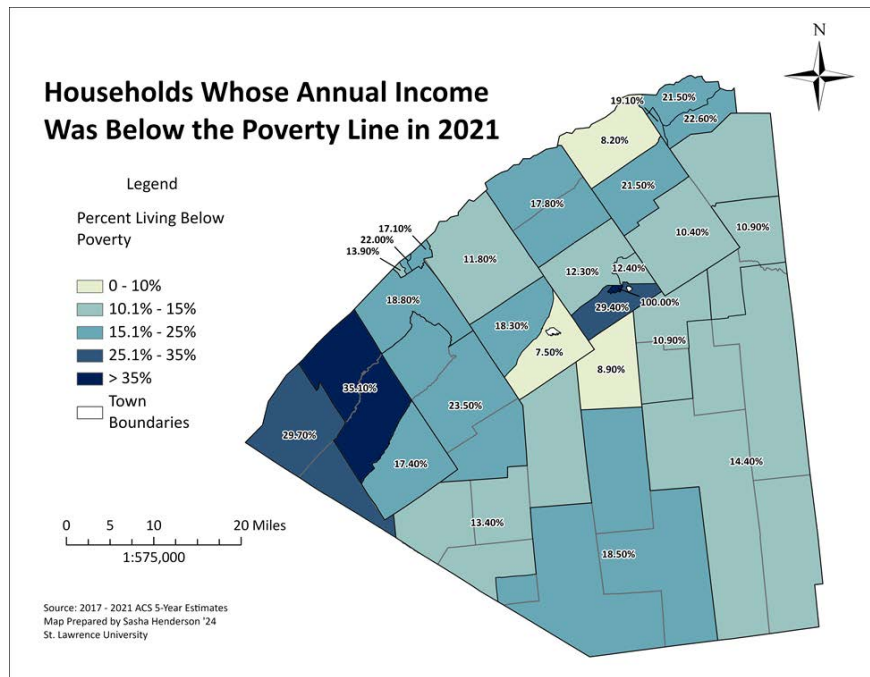 N
Households Whose Annual Income
Was Below the Poverty Line in 2021
Legend
Percent Living Below
Poverty
0 - 10%
10.1% - 15%
15.1% - 25%
25.1% - 35%
> 35%
Town
Boundaries
19.10%
21.50%
22.60%
8.20%
17.80%
21.50%
17.10%
22.00%
13.90%
11.80%
10.40%
10.90%
12.30%
12.40%
18.80%
29.40%
100.00%
18.30%
7.50%
10.90%
8.90%
35.10%
23.50%
29.70%
17.40%
14.40%
13.40%
18.50%
0 5 10 20 Miles
1:575,000
Source: 2017 - 2021 ACS 5-Year Estimates
Map Prepared by Sasha Henderson '24
St. Lawrence University